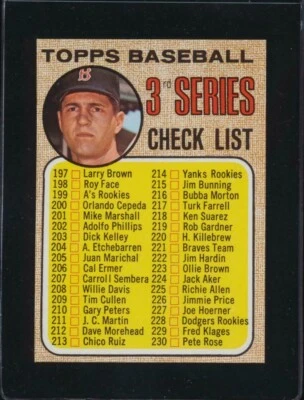 TOPPS BASEBALL
3rd SERIES
CHECK LIST
B
197 Larry Brown
198 Roy Face
199 A's Rookies
200 Orlando Cepeda
201 Mike Marshall
202 Adolfo Phillips
203 Dick Kelley
204 A. Etchebarren
205 Juan Marichal
206 Cal Ermer
207 Carroll Sembera
208 Willie Davis
209 Tim Cullen
210 Gary Peters
211 J. C. Martin
212 Dave Morehead
213 Chico Ruiz
214 Yanks Rookies
215 Jim Bunning
216 Bubba Morton
217 Turk Farrell
218 Ken Suarez
219 Rob Gardner
220 H. Killebrew
221 Braves Team
222 Jim Hardin
223 Ollie Brown
224 Jack Aker
225 Richie Allen
226 Jimmie Price
227 Joe Hoerner
228 Dodgers Rookies
229 Fred Klages
230 Pete Rose